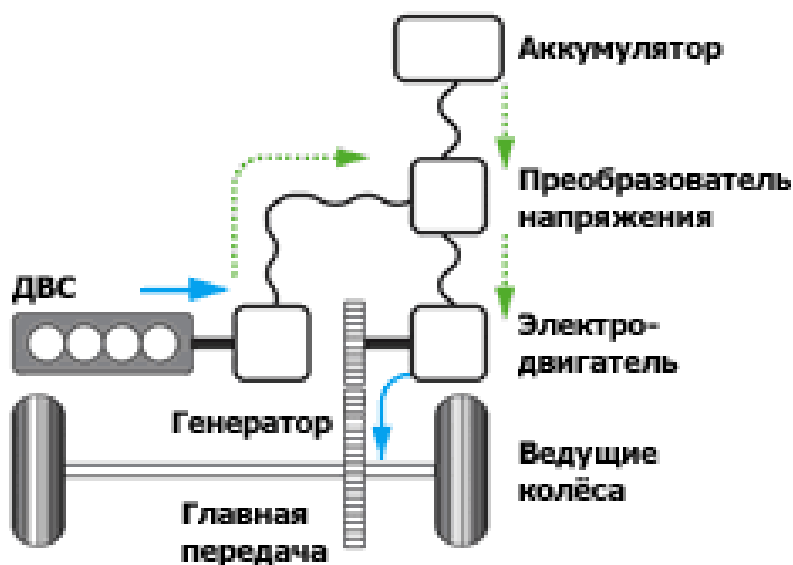 Аккумулятор
Преобразователь
напряжения
ДВС
Электро-
двигатель
Генератор
Ведущие
колёса
Главная
передача